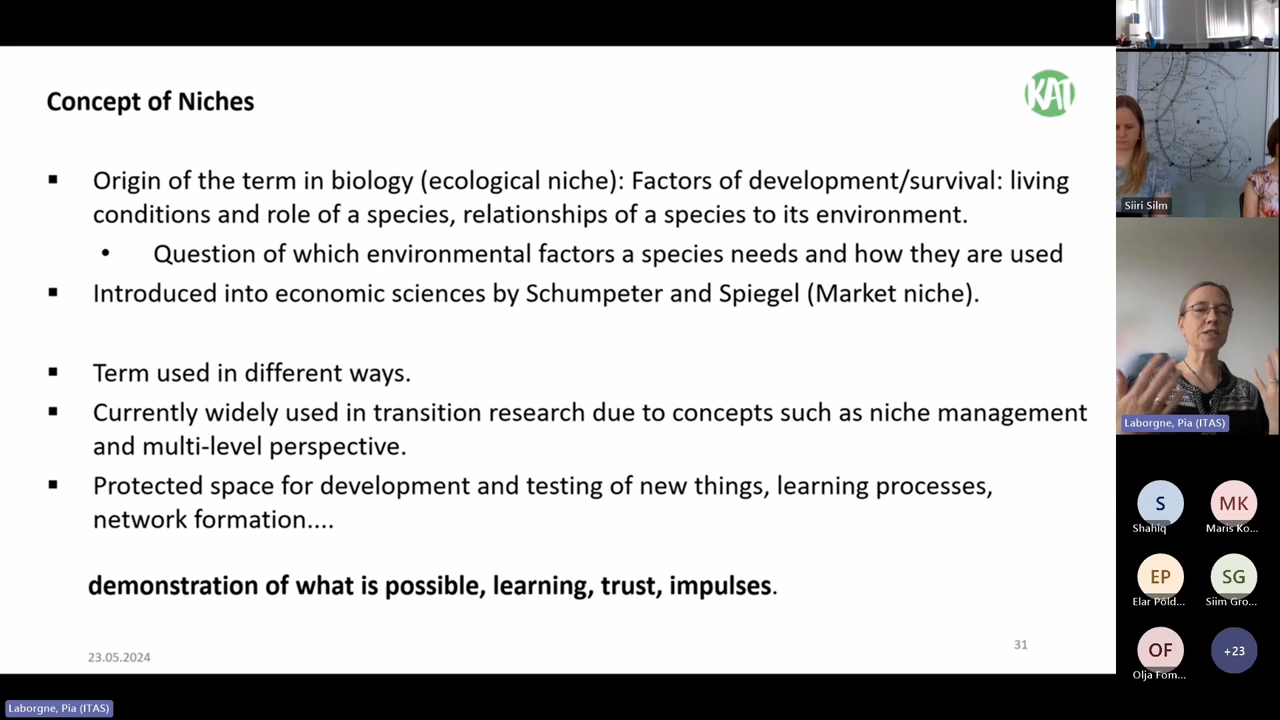 Concept of Niches
KAT
▪ Origin of the term in biology (ecological niche): Factors of development/survival: living
conditions and role of a species, relationships of a species to its environment.
• Question of which environmental factors a species needs and how they are used
▪ Introduced into economic sciences by Schumpeter and Spiegel (Market niche).
▪ Term used in different ways.
▪ Currently widely used in transition research due to concepts such as niche management
and multi-level perspective.
▪ Protected space for development and testing of new things, learning processes,
network formation....
demonstration of what is possible, learning, trust, impulses.
23.05.2024
31
Siiri Silm
Laborgne, Pia (ITAS)
S
Shahiq
MK
Maris Ko...
EP
Elar Põld...
SG
Siim Gro...
OF
Olja Fom...
+23
Laborgne, Pia (ITAS)